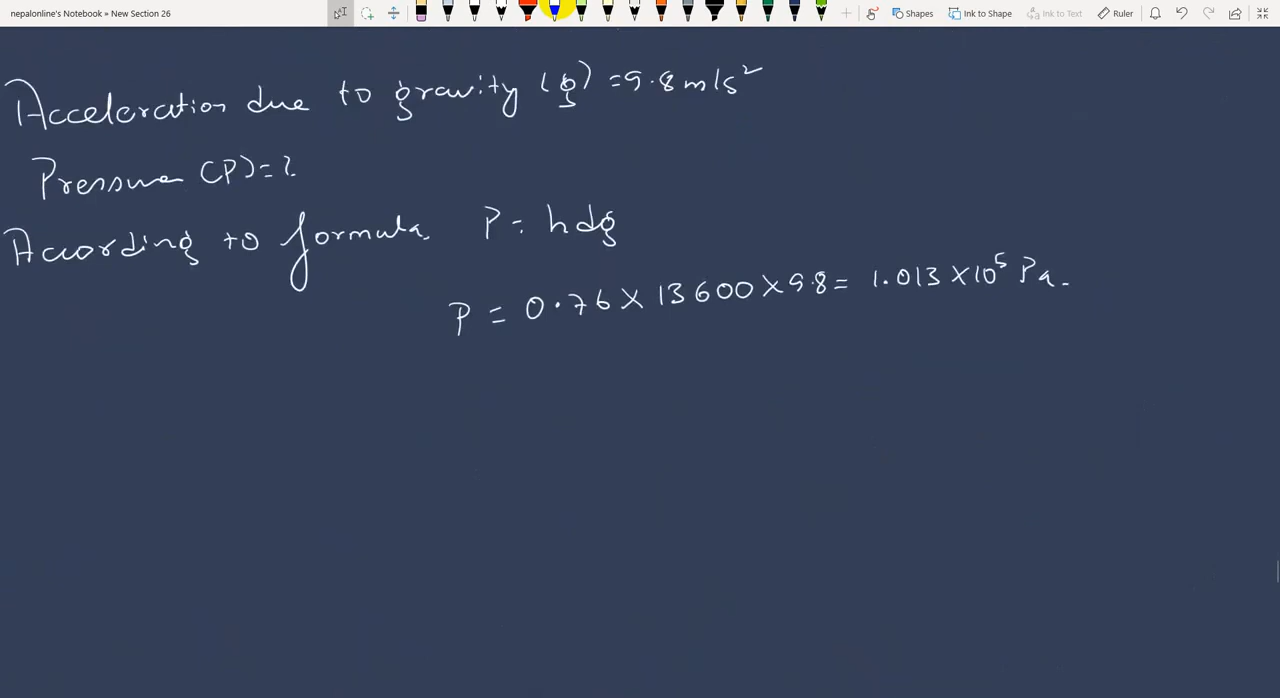 nepalonline's Notebook » New Section 26
Shapes Ink to Shape Ink to Text Ruler
Acceleration due to gravity (g) = 9.8 m/s²
Pressure (P) = ?
According to formula. P = hdg
P = 0.76 × 13600 × 9.8 = 1.013 × 10⁵ Pa.